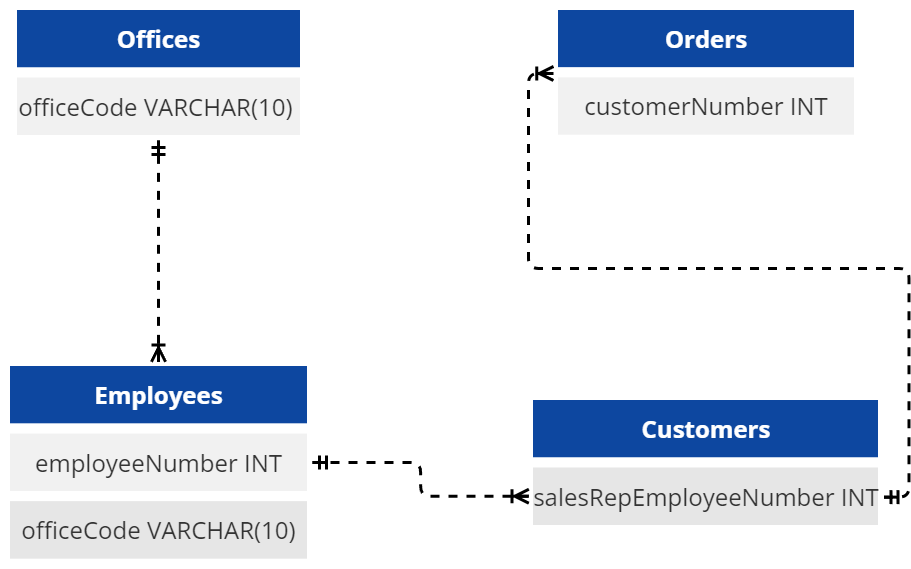 Offices
officeCode VARCHAR(10)
Orders
customerNumber INT
Employees
employeeNumber INT
officeCode VARCHAR(10)
Customers
salesRepEmployeeNumber INT